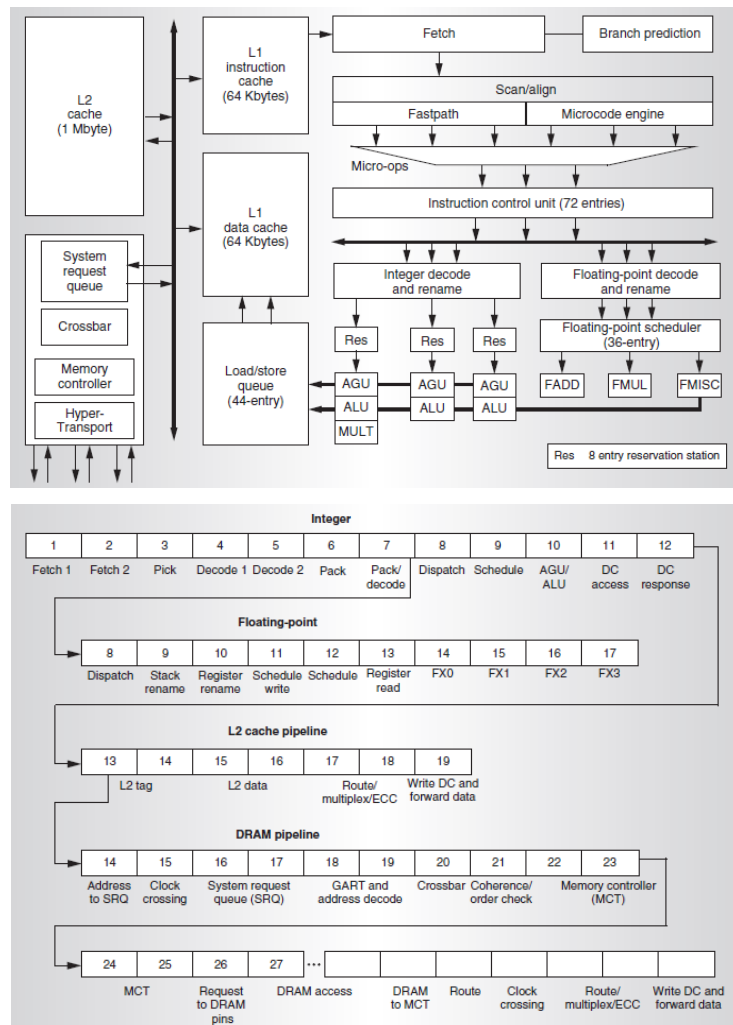 L2
cache
(1 Mbyte)
L1
instruction
cache
(64 Kbytes)
Fetch
Branch prediction
Scan/align
Fastpath
Microcode engine
Micro-ops
Instruction control unit (72 entries)
L1
data cache
(64 Kbytes)
System
request
queue
Crossbar
Memory
controller
Hyper-
Transport
Integer decode
and rename
Floating-point decode
and rename
Load/store
queue
(44-entry)
Res
Res
Res
Floating-point scheduler
(36-entry)
AGU
AGU
AGU
FADD
FMUL
FMISC
ALU
ALU
ALU
MULT
Res 8 entry reservation station
Integer
1 2 3 4 5 6 7 8 9 10 11 12
Fetch 1
Fetch 2
Pick
Decode 1
Decode 2
Pack
Pack/
decode
Dispatch
Schedule
AGU/
ALU
DC
access
DC
response
Floating-point
8 9 10 11 12 13 14 15 16 17
Dispatch
Stack
rename
Register
rename
Schedule
write
Schedule
Register
read
FX0
FX1
FX2
FX3
L2 cache pipeline
13 14 15 16 17 18 19
L2 tag
L2 data
Route/
multiplex/ECC
Write DC and
forward data
DRAM pipeline
14 15 16 17 18 19 20 21 22 23
Address
to SRQ
Clock
crossing
System request
queue (SRQ)
GART and
address decode
Crossbar
Coherence/
order check
Memory controller
(MCT)
24 25 26 27 ...
MCT
Request
to DRAM
pins
DRAM access
DRAM
to MCT
Route
Clock
crossing
Route/
multiplex/ECC
Write DC and
forward data